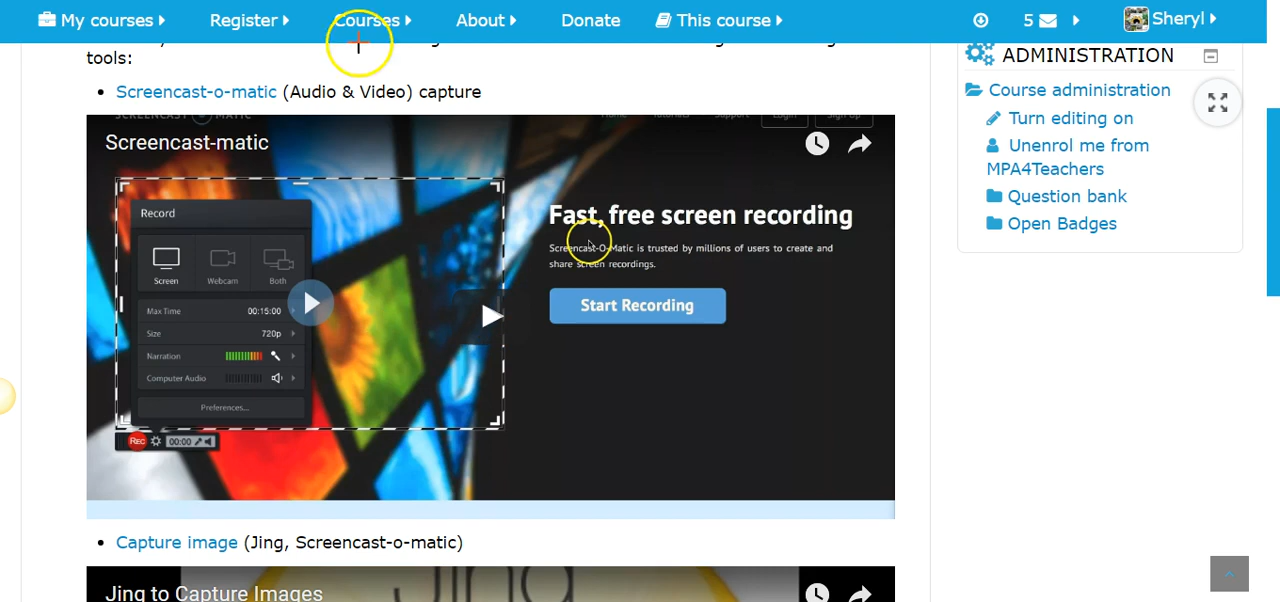 My courses
Register
Courses
About
Donate
This course
5
Sheryl
tools:
Screencast-o-matic (Audio & Video) capture
Screencast-matic
Record
Screen
Webcam
Both
Max Time 00:15:00
Size 720p
Narration
Computer Audio
Preferences...
REC 00:00
Fast, free screen recording
Screencast-O-Matic is trusted by millions of users to create and
share screen recordings.
Start Recording
Capture image (Jing, Screencast-o-matic)
Jing to Capture Images
Jing
ADMINISTRATION
Course administration
Turn editing on
Unenrol me from
MPA4Teachers
Question bank
Open Badges